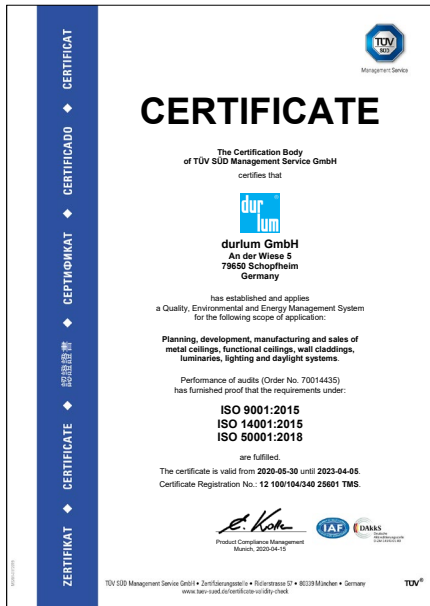 TÜV
SÜD
Management Service
CERTIFICATE
The Certification Body
of TÜV SÜD Management Service GmbH
certifies that
dur
lum
durlum GmbH
An der Wiese 5
79650 Schopfheim
Germany
has established and applies
a Quality, Environmental and Energy Management System
for the following scope of application:
Planning, development, manufacturing and sales of
metal ceilings, functional ceilings, wall claddings,
luminaries, lighting and daylight systems.
Performance of audits (Order No. 70014435)
has furnished proof that the requirements under:
ISO 9001:2015
ISO 14001:2015
ISO 50001:2018
are fulfilled.
The certificate is valid from 2020-05-30 until 2023-04-05.
Certificate Registration No.: 12 100/104/340 25601 TMS.
Product Compliance Management
Munich, 2020-04-15
IAF
DAkkS
Deutsche
Akkreditierungsstelle
TÜV SÜD Management Service GmbH • Zertifizierungsstelle • Ridlerstrasse 57 • 80339 München • Germany
www.tuev-sued.de/certificate-validity-check
TÜV®
ZERTIFIKAT ◆ CERTIFICATE ◆ 認證證書 ◆ СЕРТИФИКАТ ◆ CERTIFICADO ◆ CERTIFICAT